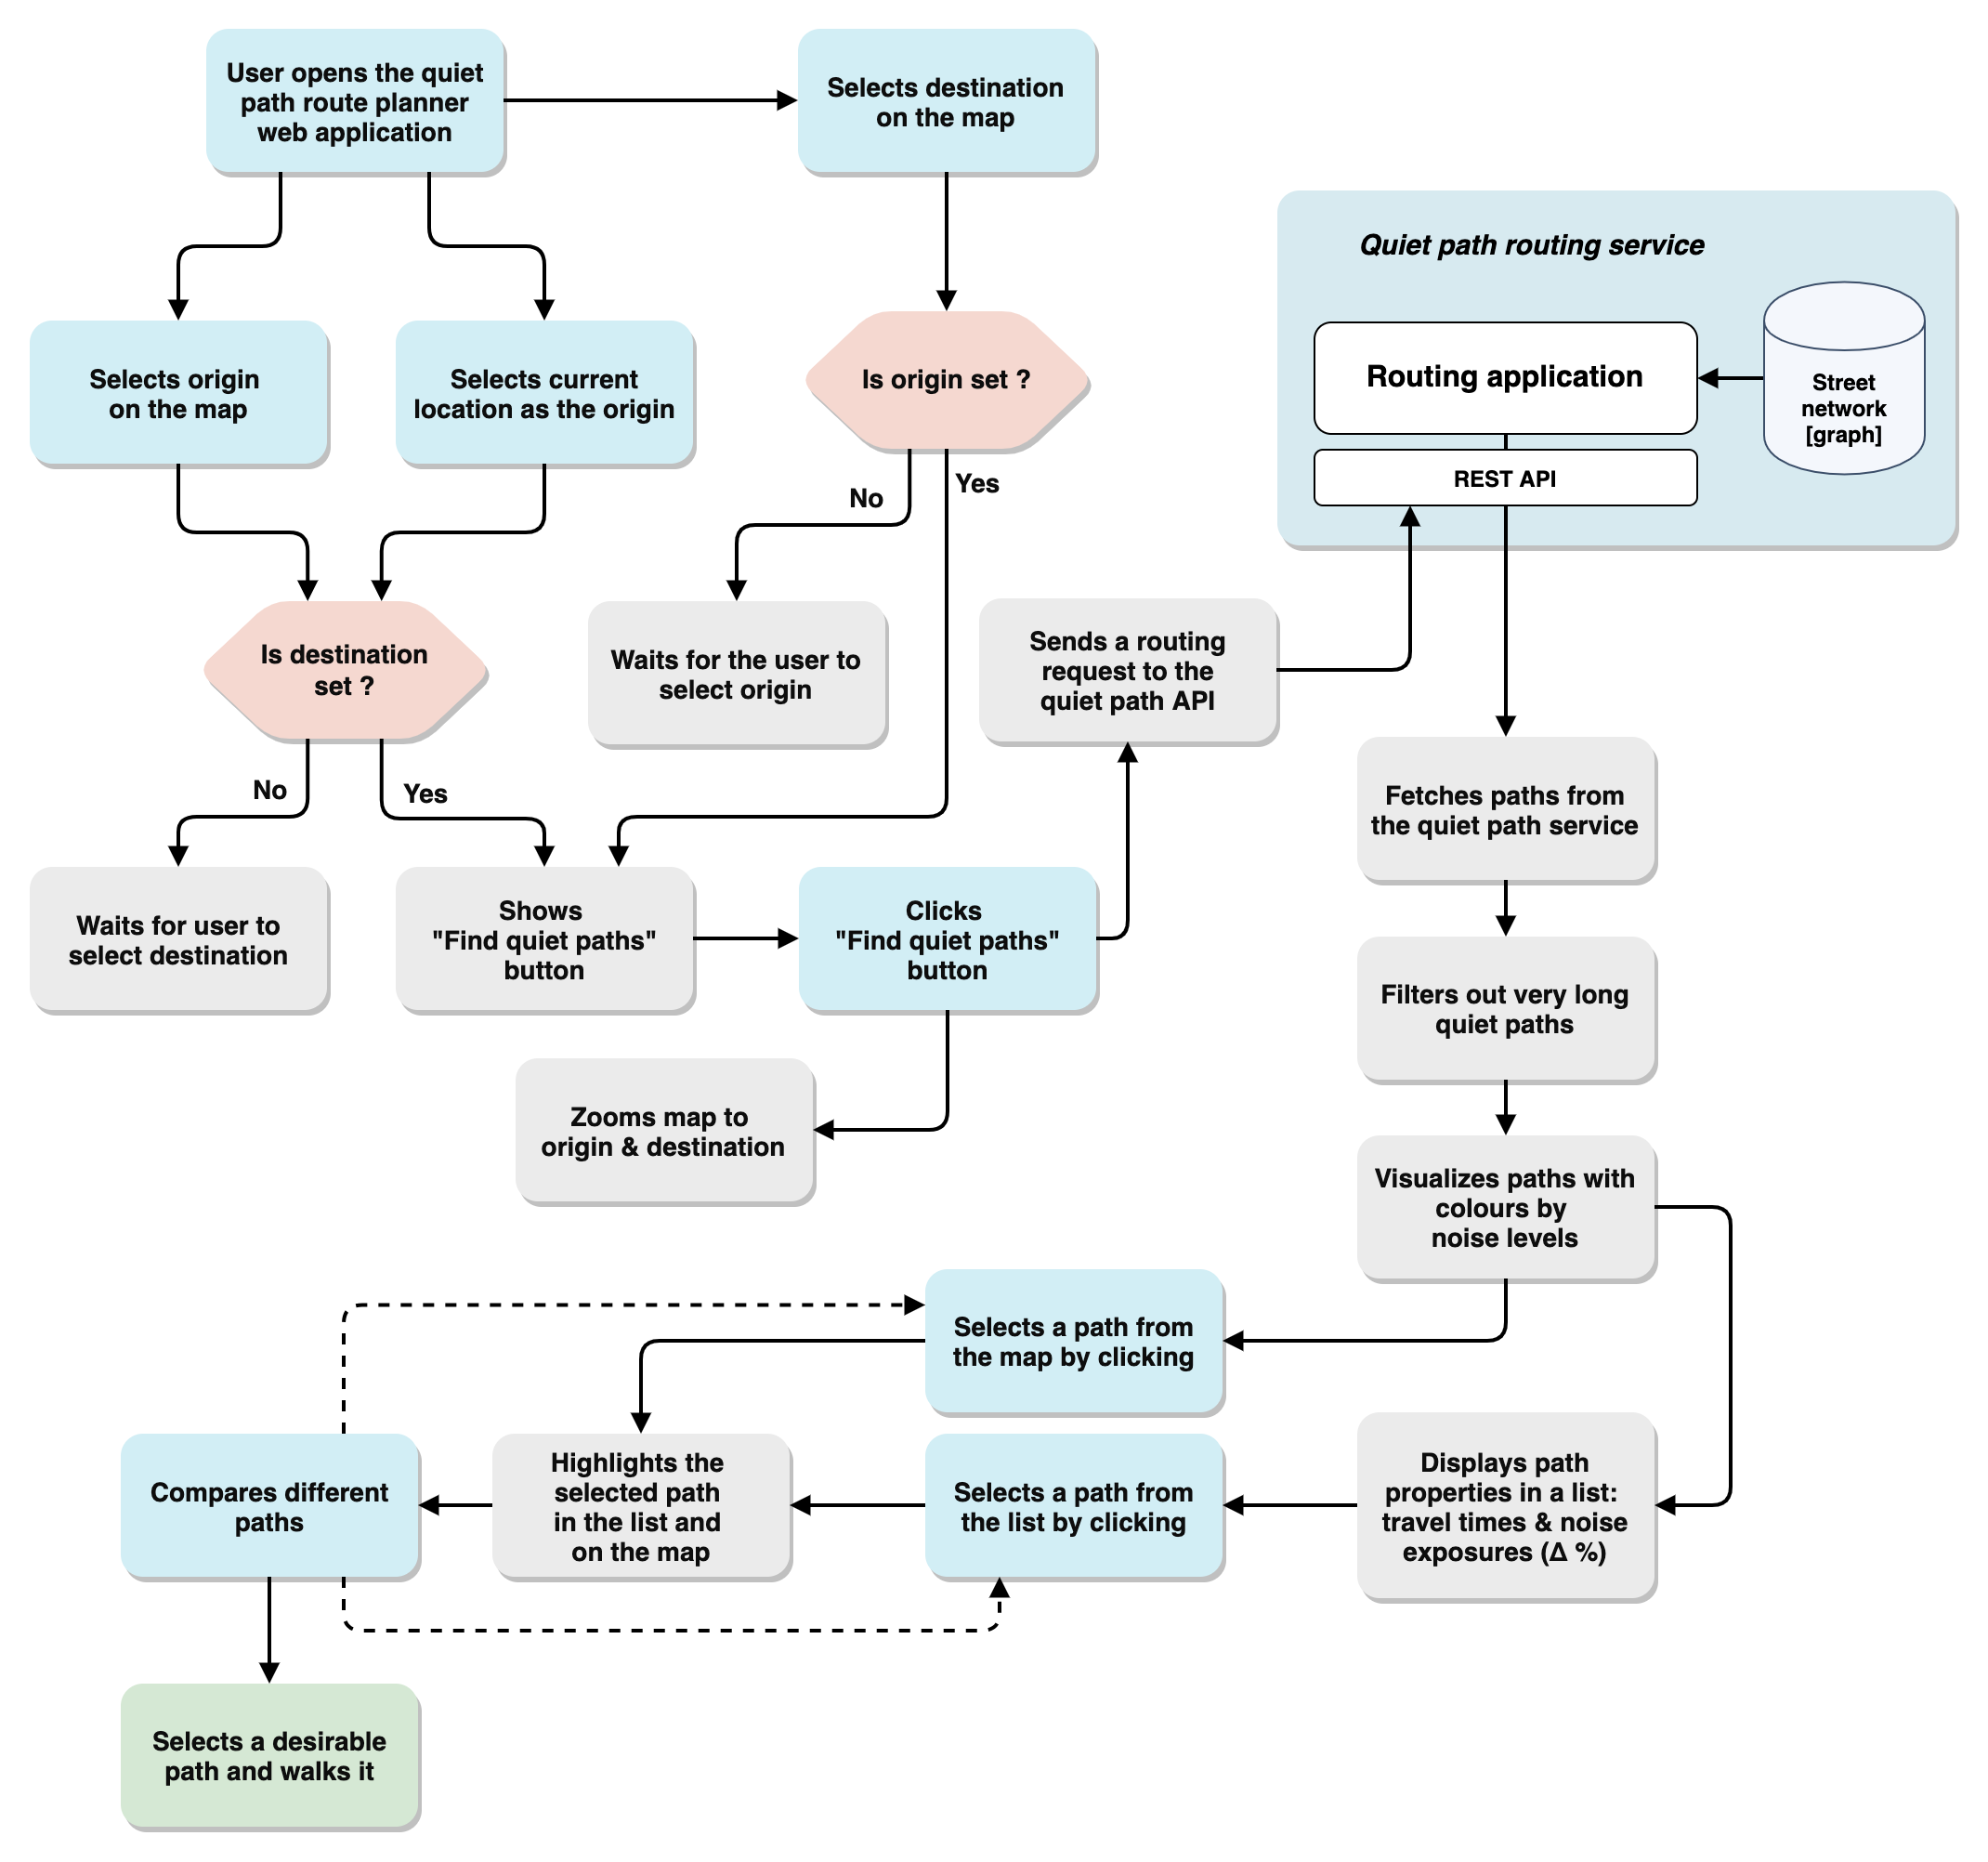 User opens the quiet
path route planner
web application
Selects destination
on the map
Quiet path routing service
Routing application
Street
network
[graph]
REST API
Selects origin
on the map
Selects current
location as the origin
Is origin set ?
No
Yes
Is destination
set ?
Waits for the user to
select origin
Sends a routing
request to the
quiet path API
No
Yes
Fetches paths from
the quiet path service
Waits for user to
select destination
Shows
"Find quiet paths"
button
Clicks
"Find quiet paths"
button
Filters out very long
quiet paths
Zooms map to
origin & destination
Visualizes paths with
colours by
noise levels
Selects a path from
the map by clicking
Compares different
paths
Highlights the
selected path
in the list and
on the map
Selects a path from
the list by clicking
Displays path
properties in a list:
travel times & noise
exposures (Δ %)
Selects a desirable
path and walks it